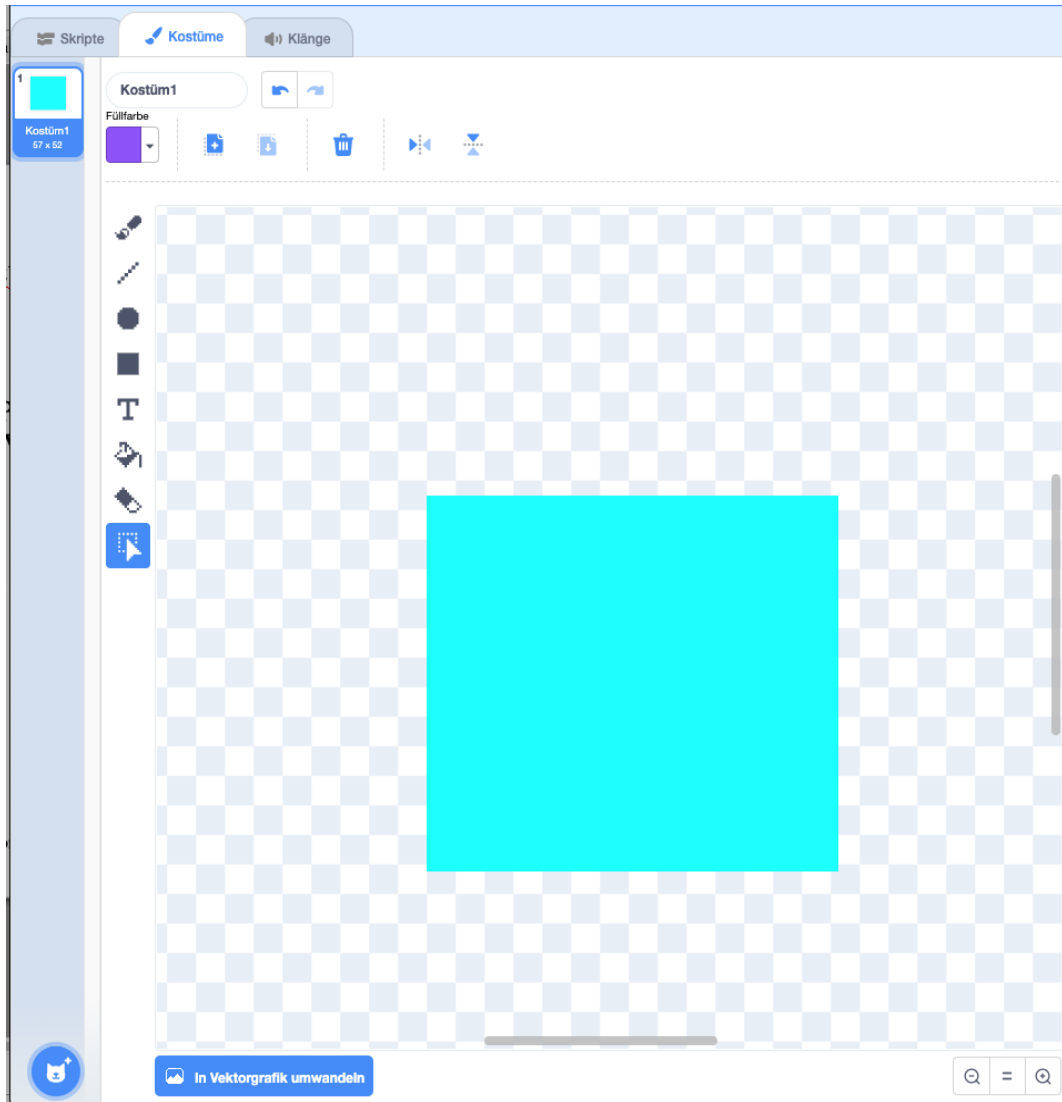 Skripte
Kostüme
Klänge
1
Kostüm1
57 x 52
Kostüm1
Füllfarbe
T
In Vektorgrafik umwandeln
=